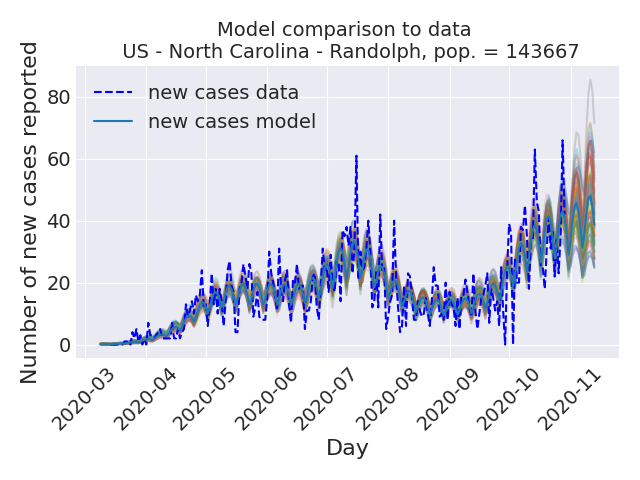 Model comparison to data
US - North Carolina - Randolph, pop. = 143667
Number of new cases reported
80
60
40
20
0
new cases data
new cases model
2020-03
2020-04
2020-05
2020-06
2020-07
2020-08
2020-09
2020-10
2020-11
Day